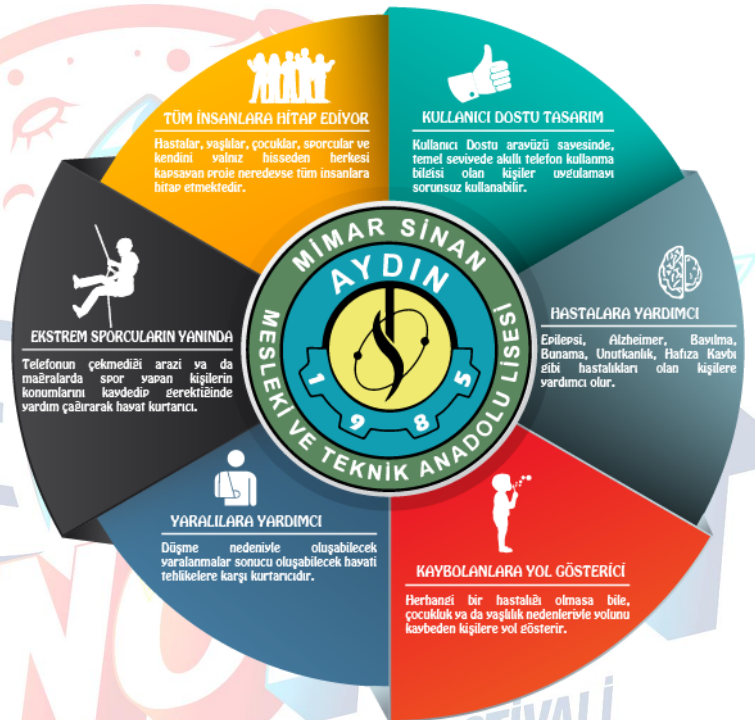 TÜM İNSANLARA HİTAP EDİYOR
Hastalar, yaşlılar, çocuklar, sporcular ve
kendini yalnız hisseden herkesi
kapsayan proje neredeyse tüm insanlara
hitap etmektedir.
KULLANICI DOSTU TASARIM
Kullanıcı Dostu arayüzü sayesinde,
temel seviyede akıllı telefon kullanma
bilgisi olan kişiler uygulamayı
sorunsuz kullanabilir.
EKSTREM SPORCULARIN YANINDA
Telefonun çekmediği arazi ya da
mağralarda spor yapan kişilerin
konumlarını kaydedip gerektiğinde
yardım çağırarak hayat kurtarıcı.
MİMAR SİNAN
AYDIN
MESLEKİ VE TEKNİK ANADOLU LİSESİ
1985
HASTALARA YARDIMCI
Epilepsi, Alzheimer, Bayılma,
Bunama, Unutkanlık, Hafıza Kaybı
gibi hastalıkları olan kişilere
yardımcı olur.
YARALILARA YARDIMCI
Düşme nedeniyle oluşabilecek
yaralanmalar sonucu oluşabilecek hayati
tehlikelere karşı kurtarıcıdır.
KAYBOLANLARA YOL GÖSTERİCİ
Herhangi bir hastalığı olmasa bile,
çocukluk ya da yaşlılık nedenleriyle yolunu
kaybeden kişilere yol gösterir.